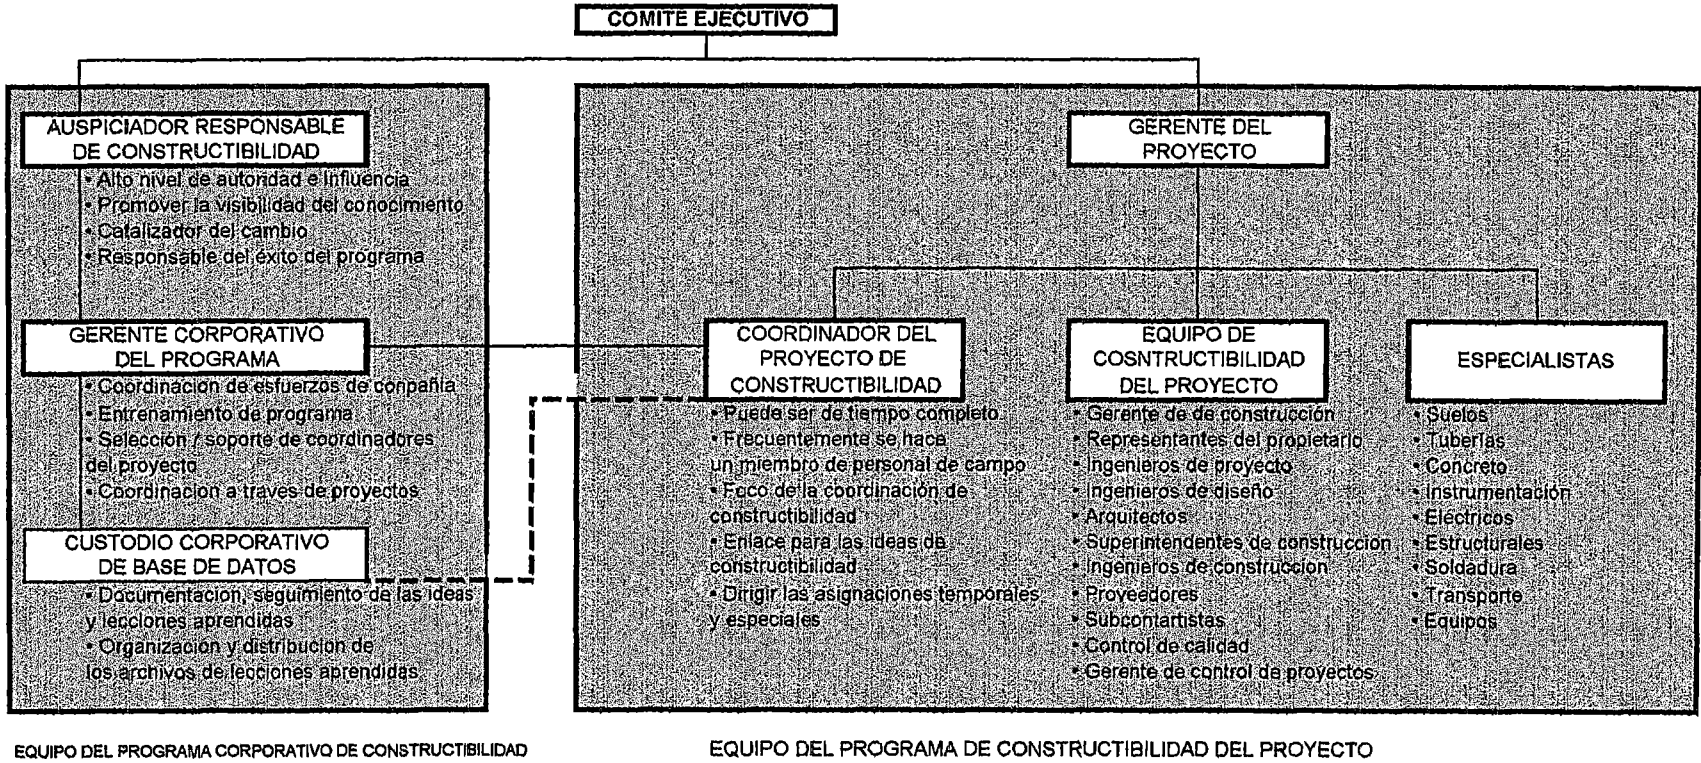 COMITE EJECUTIVO
AUSPICIADOR RESPONSABLE
DE CONSTRUCTIBILIDAD
• Alto nivel de autoridad e influencia
• Promover la visibilidad del conocimiento
• Catalizador del cambio
• Responsable del éxito del programa
GERENTE CORPORATIVO
DEL PROGRAMA
• Coordinación de esfuerzos de conpañía
• Entrenamiento de programa
• Selección / soporte de coordinadores
del proyecto
• Coordinacion a traves de proyectos
CUSTODIO CORPORATIVO
DE BASE DE DATOS
• Documentación, seguimiento de las ideas
y lecciones aprendidas
• Organización y distribucion de
los archivos de lecciones aprendidas
EQUIPO DEL PROGRAMA CORPORATIVO DE CONSTRUCTIBILIDAD
GERENTE DEL
PROYECTO
COORDINADOR DEL
PROYECTO DE
CONSTRUCTIBILIDAD
• Puede ser de tiempo completo
• Frecuentemente se hace
un miembro de personal de campo
• Foco de la coordinación de
constructibilidad
• Enlace para las ideas de
constructibilidad
• Dirigir las asignaciones temporales
y especiales
EQUIPO DE
COSNTRUCTIBILIDAD
DEL PROYECTO
• Gerente de de construcción
• Representantes del propietario
• Ingenieros de proyecto
• Ingenieros de diseño
• Arquitectos
• Superintendentes de construccion
• Ingenieros de construccion
• Proveedores
• Subcontartistas
• Control de calidad
• Gerente de control de proyectos
ESPECIALISTAS
• Suelos
• Tuberías
• Concreto
• Instrumentación
• Eléctricos
• Estructurales
• Soldadura
• Transporte
• Equipos
EQUIPO DEL PROGRAMA DE CONSTRUCTIBILIDAD DEL PROYECTO